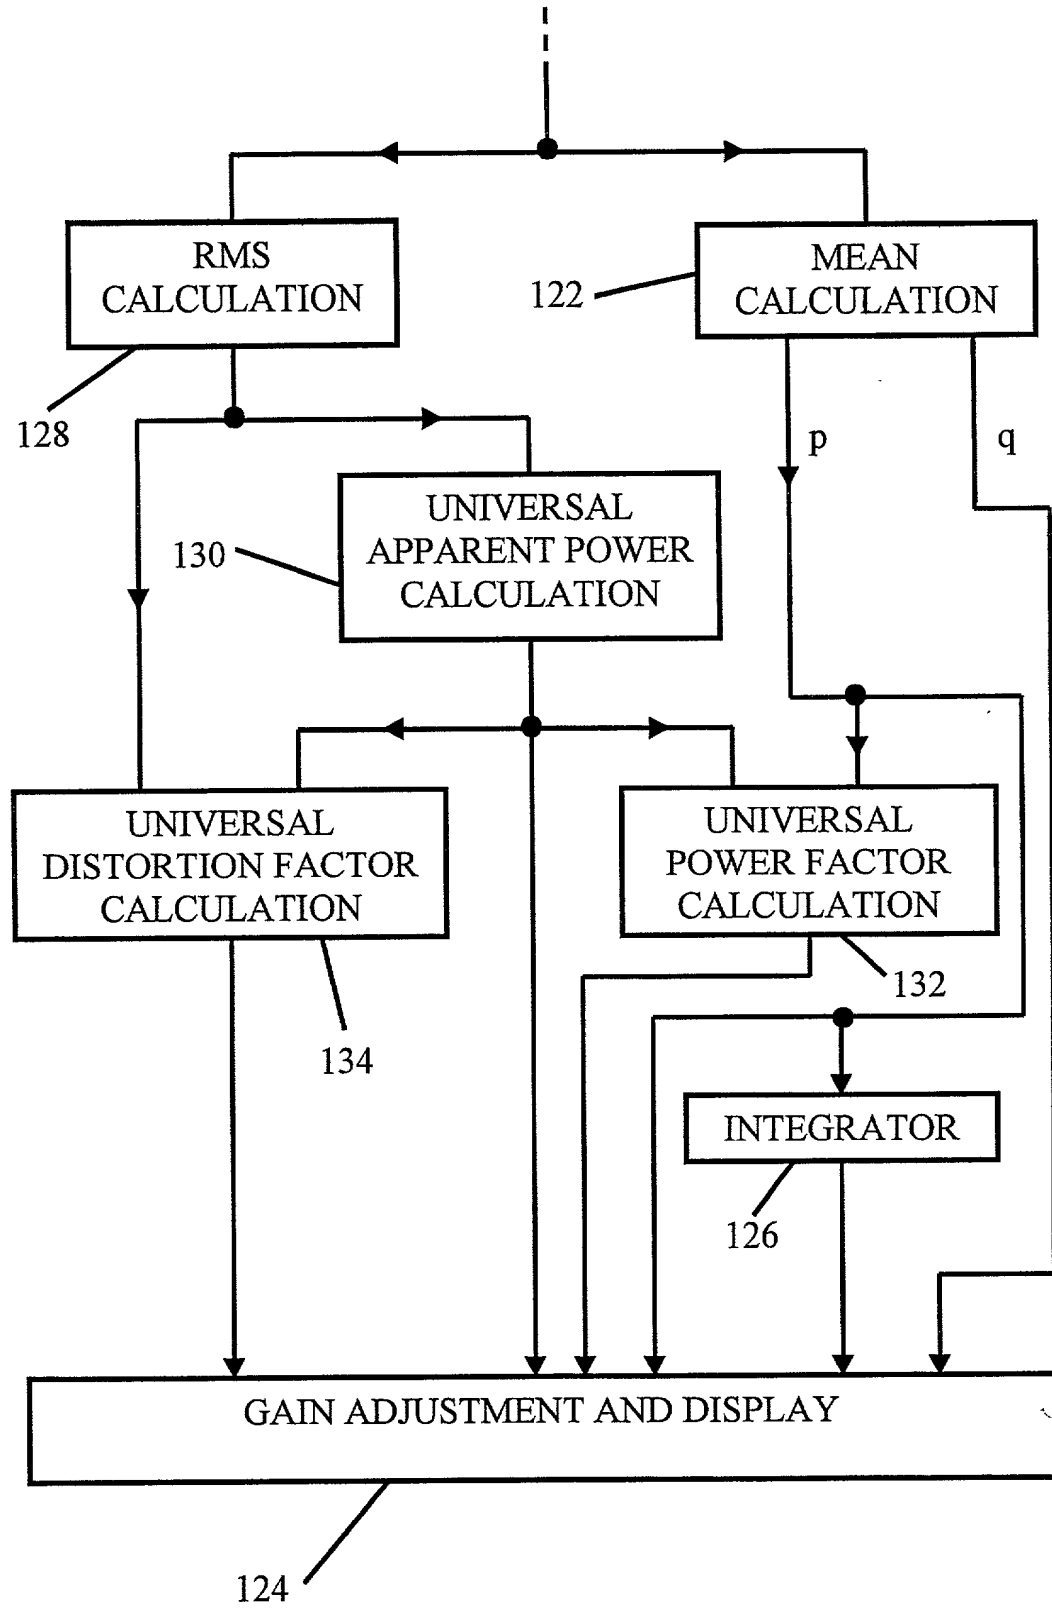 RMS
CALCULATION
128
MEAN
CALCULATION
122
p
q
UNIVERSAL
APPARENT POWER
CALCULATION
130
UNIVERSAL
DISTORTION FACTOR
CALCULATION
134
UNIVERSAL
POWER FACTOR
CALCULATION
132
INTEGRATOR
126
GAIN ADJUSTMENT AND DISPLAY
124